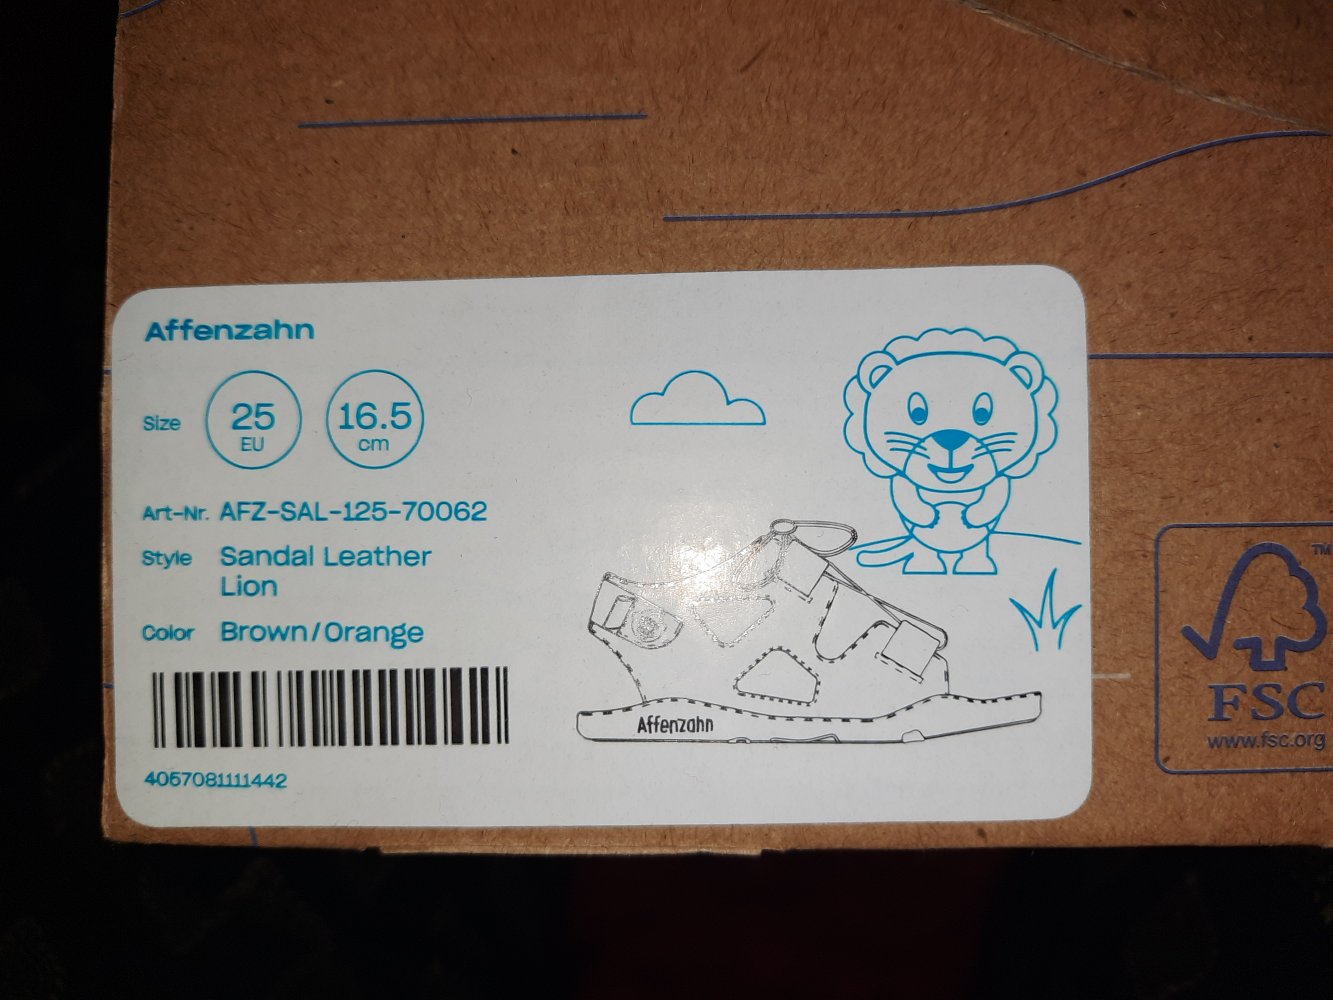 Affenzahn
Size 25 EU 16.5 cm
Art-Nr. AFZ-SAL-125-70062
Style Sandal Leather
Lion
Color Brown/Orange
4057081111442
Affenzahn
TM
FSC
www.fsc.org